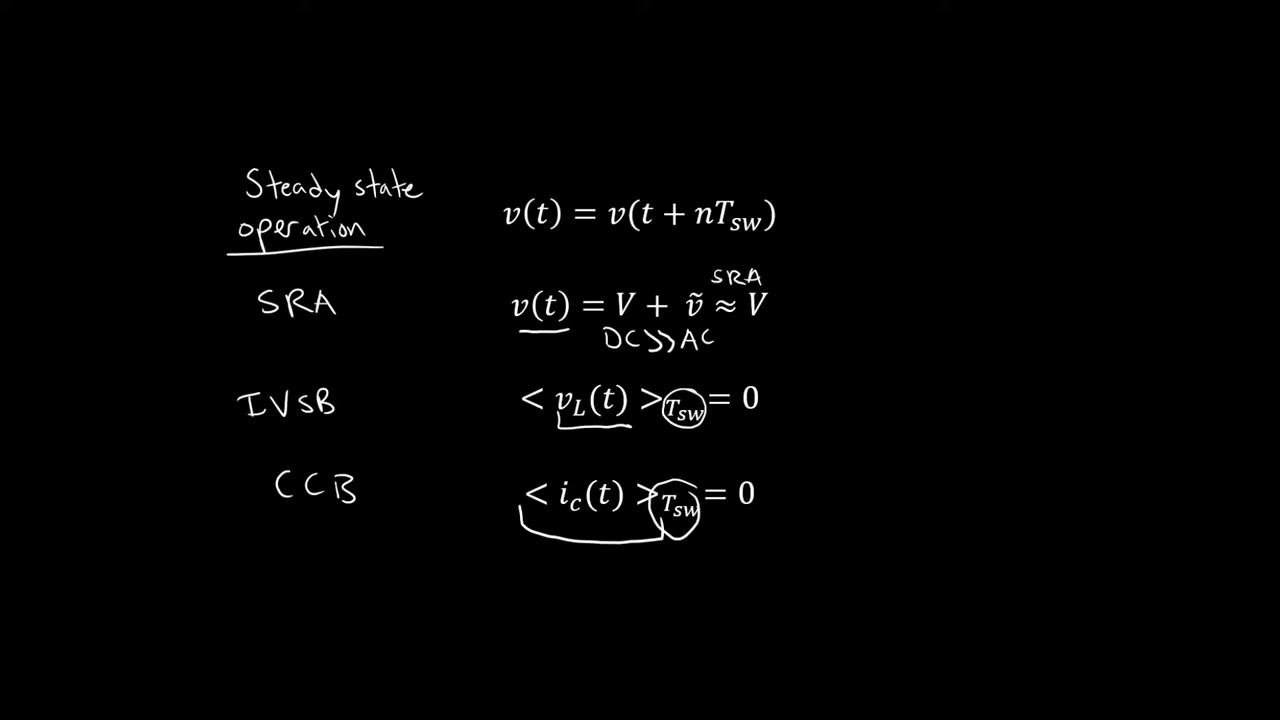 Steady state
operation
v(t) = v(t + nT_sw)
SRA
SRA
v(t) = V + ṽ ≈ V
DC >> AC
IVSB
< v_L(t) >_{T_sw} = 0
CCB
< i_c(t) >_{T_sw} = 0